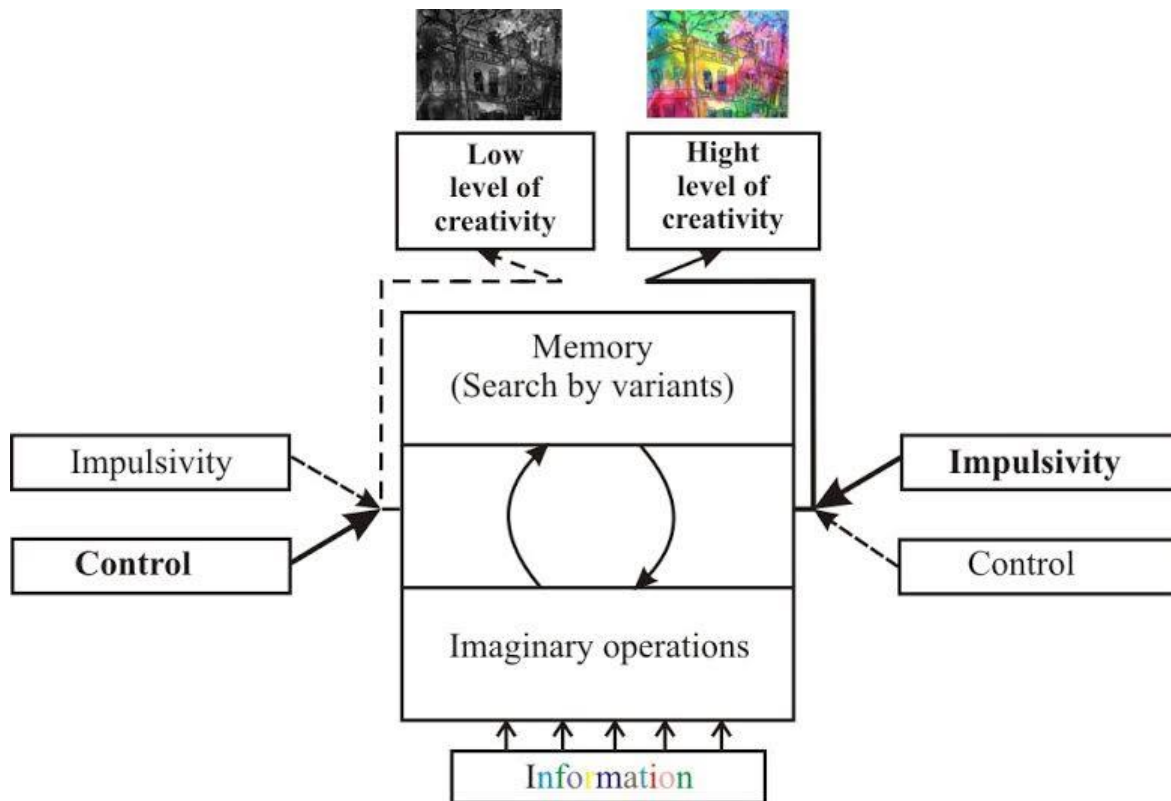 Low
level of
creativity
Hight
level of
creativity
Memory
(Search by variants)
Impulsivity
Control
Impulsivity
Control
Imaginary operations
Information